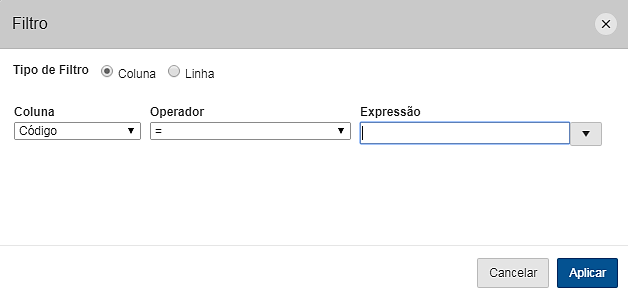 Filtro
Tipo de Filtro Coluna Linha
Coluna Operador Expressão
Código =
Cancelar Aplicar